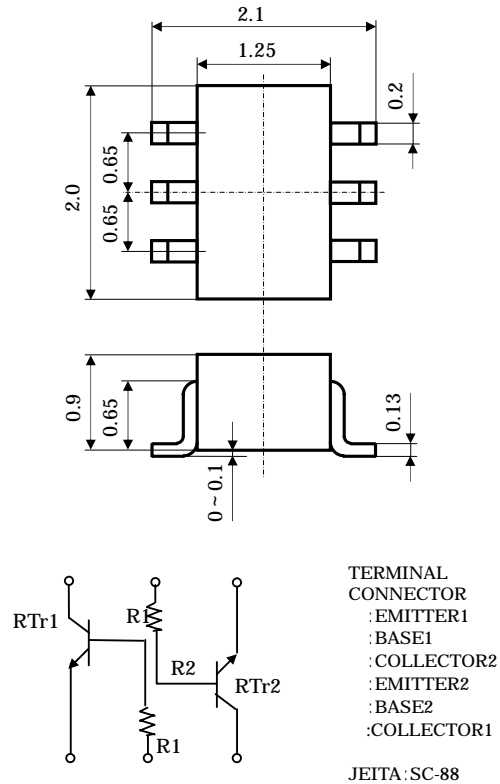 2.1
1.25
0.2
0.65
2.0
0.65
0.9
0.65
0.13
0~0.1
RTr1
R1
R2
RTr2
R1
TERMINAL
CONNECTOR
:EMITTER1
:BASE1
:COLLECTOR2
:EMITTER2
:BASE2
:COLLECTOR1
JEITA:SC-88